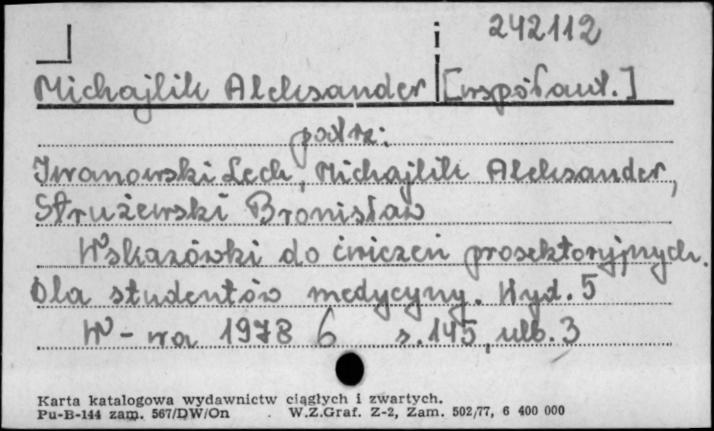 242112
Michajlik Aleksander [współaut.]
patrz:
Iwanowski Lech, Michajlik Aleksander,
Strużewski Bronisław
Wskazówki do ćwiczeń prosektoryjnych.
Dla studentów medycyny. Wyd. 5
W-wa 1978 6 s. 145, ulb. 3
Karta katalogowa wydawnictw ciągłych i zwartych.
Pu-B-144 zam. 567/DW/On W.Z.Graf. Z-2, Zam. 502/77, 6 400 000